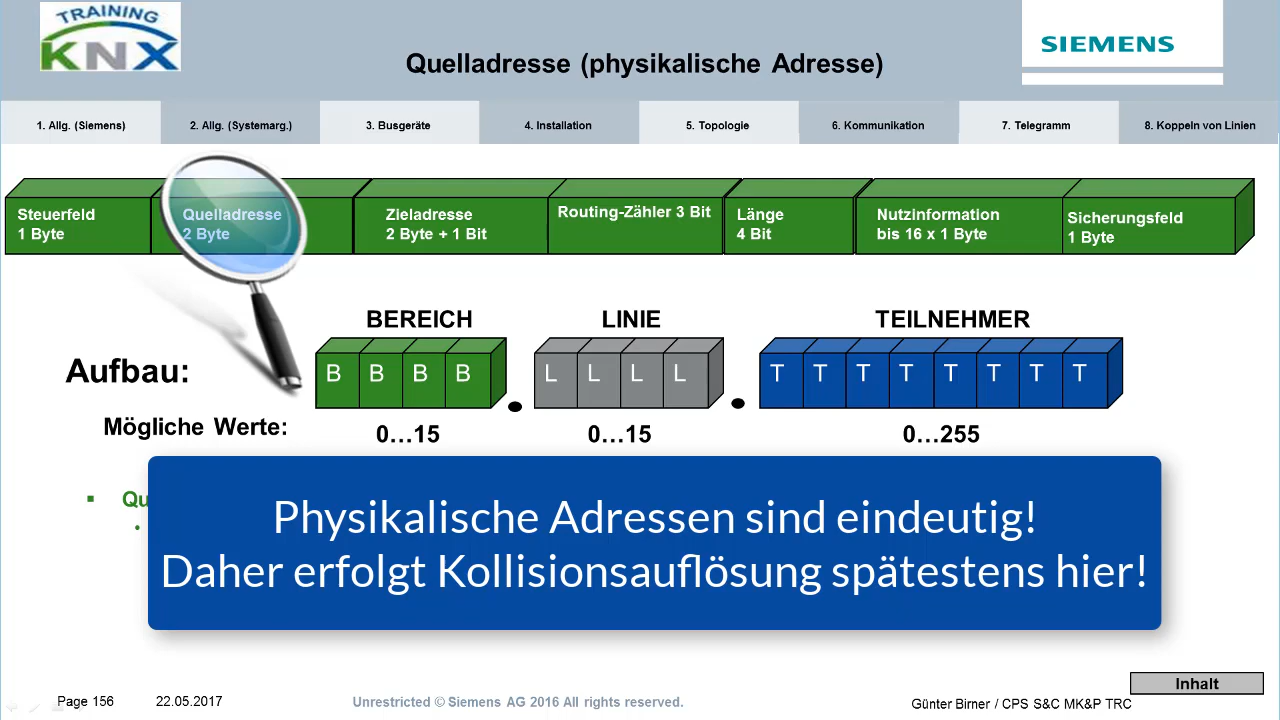 TRAINING
KNX
SIEMENS
Quelladresse (physikalische Adresse)
1. Allg. (Siemens)
2. Allg. (Systemarg.)
3. Busgeräte
4. Installation
5. Topologie
6. Kommunikation
7. Telegramm
8. Koppeln von Linien
Steuerfeld
1 Byte
Quelladresse
2 Byte
Zieladresse
2 Byte + 1 Bit
Routing-Zähler 3 Bit
Länge
4 Bit
Nutzinformation
bis 16 x 1 Byte
Sicherungsfeld
1 Byte
BEREICH
LINIE
TEILNEHMER
Aufbau:
B B B B . L L L L . T T T T T T T T
Mögliche Werte:
0…15
0…15
0…255
Qu
Physikalische Adressen sind eindeutig!
Daher erfolgt Kollisionsauflösung spätestens hier!
Inhalt
Page 156
22.05.2017
Unrestricted © Siemens AG 2016 All rights reserved.
Günter Birner / CPS S&C MK&P TRC